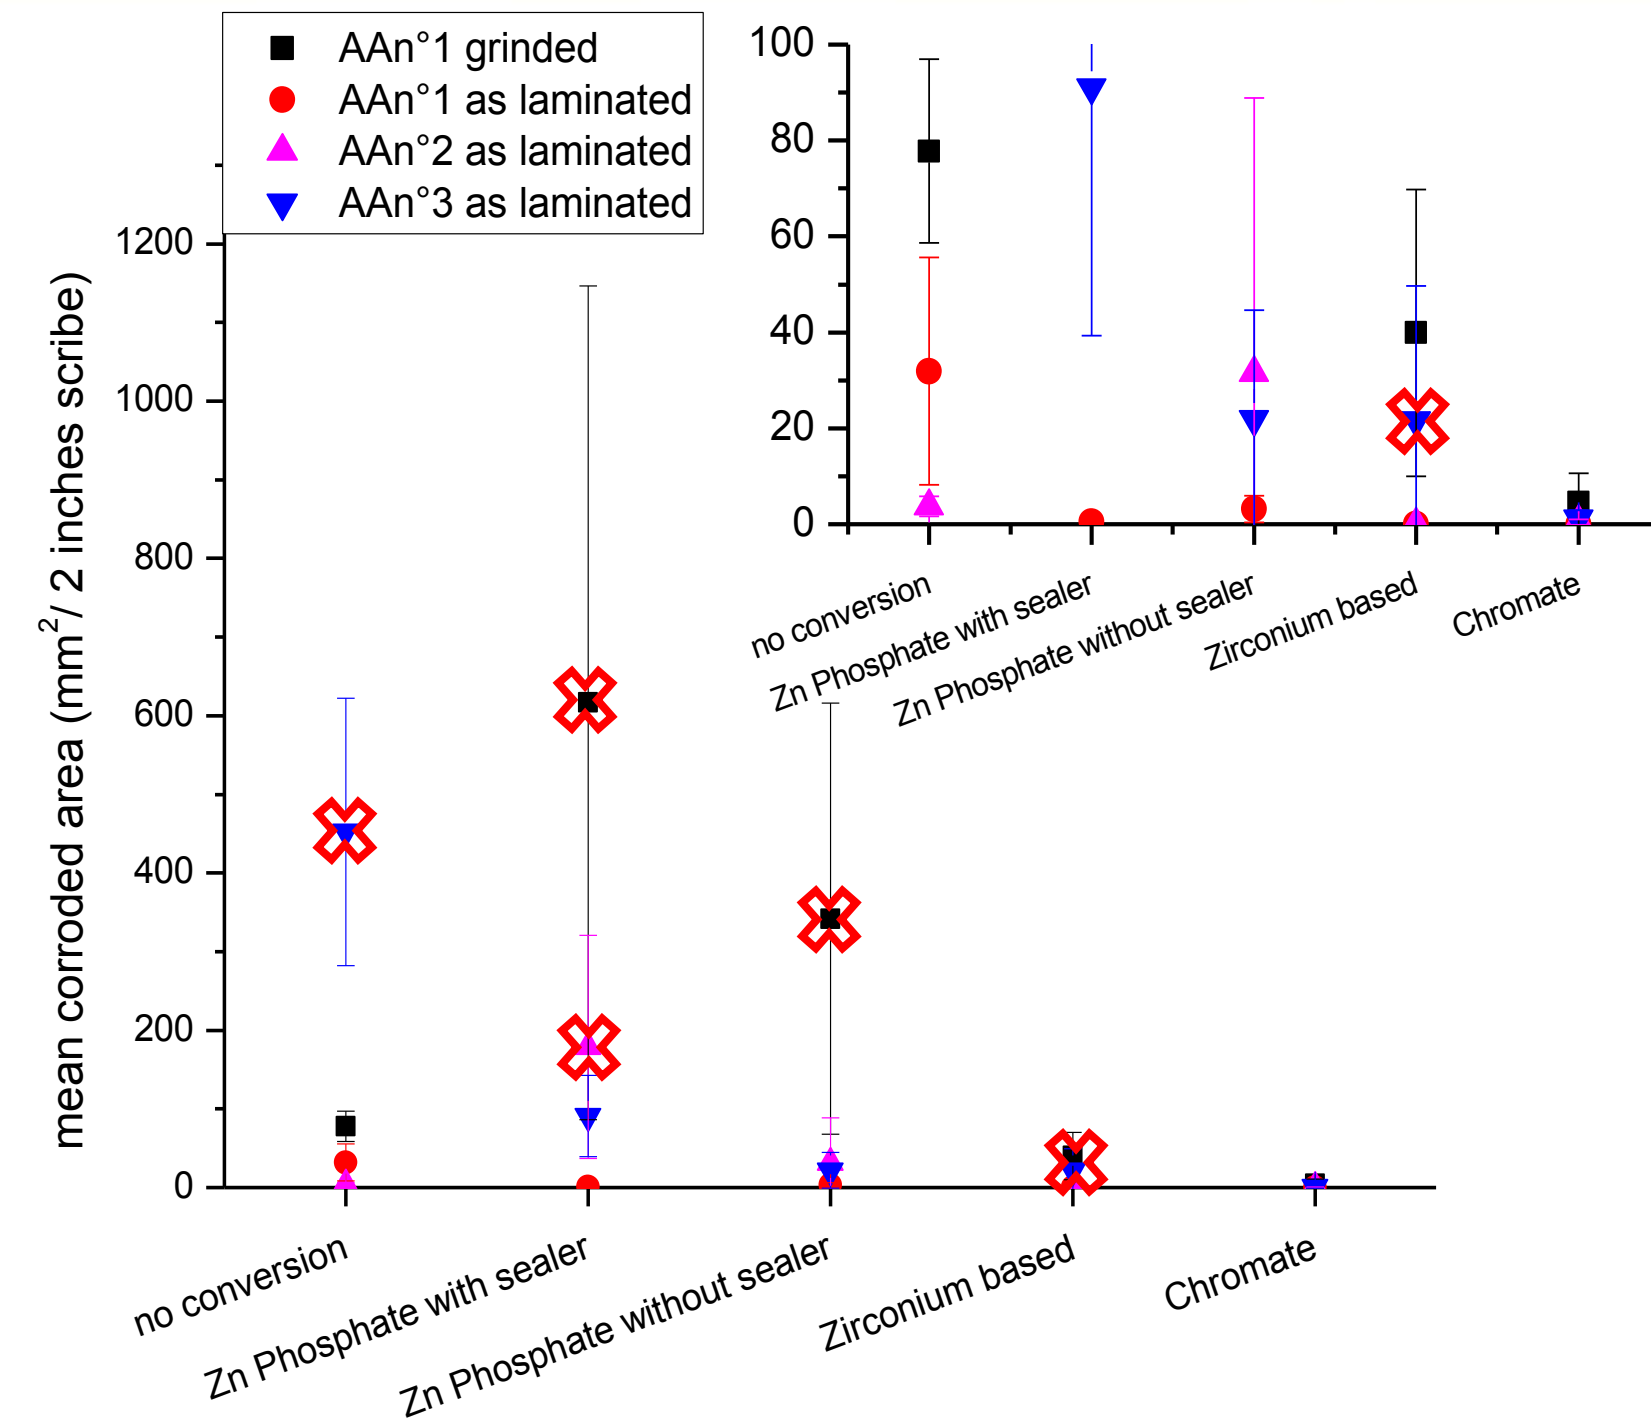 AAn°1 grinded
AAn°1 as laminated
AAn°2 as laminated
AAn°3 as laminated
mean corroded area (mm²/ 2 inches scribe)
1200
1000
800
600
400
200
0
no conversion
Zn Phosphate with sealer
Zn Phosphate without sealer
Zirconium based
Chromate
100
80
60
40
20
0
no conversion
Zn Phosphate with sealer
Zn Phosphate without sealer
Zirconium based
Chromate